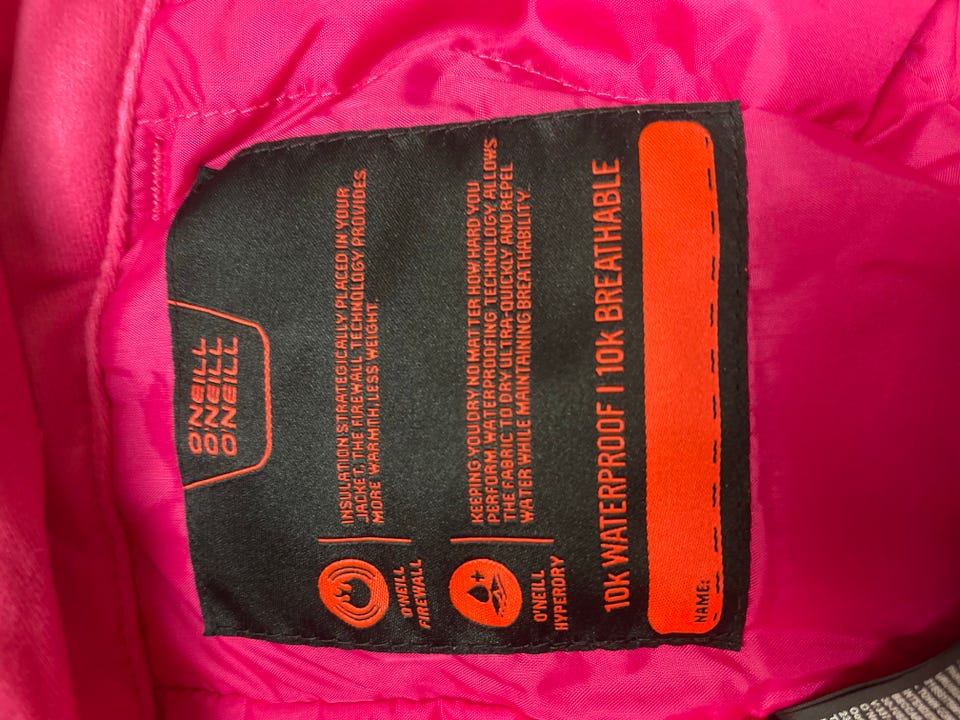 O'NEILL
O'NEILL
O'NEILL
INSULATION STRATEGICALLY PLACED IN YOUR
JACKET, THE FIREWALL TECHNOLOGY PROVIDES
MORE WARMTH, LESS WEIGHT.
O'NEILL
FIREWALL
KEEPING YOU DRY NO MATTER HOW HARD YOU
PERFORM. WATERPROOFING TECHNOLOGY ALLOWS
THE FABRIC TO DRY ULTRA-QUICKLY AND REPEL
WATER WHILE MAINTAINING BREATHABILITY.
O'NEILL
HYPERDRY
10K WATERPROOF | 10K BREATHABLE
NAME: